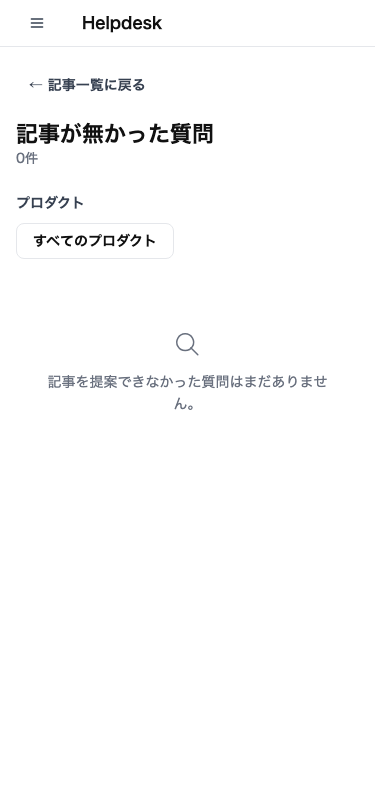 Helpdesk
← 記事一覧に戻る
記事が無かった質問
0件
プロダクト
すべてのプロダクト
記事を提案できなかった質問はまだありませ
ん。